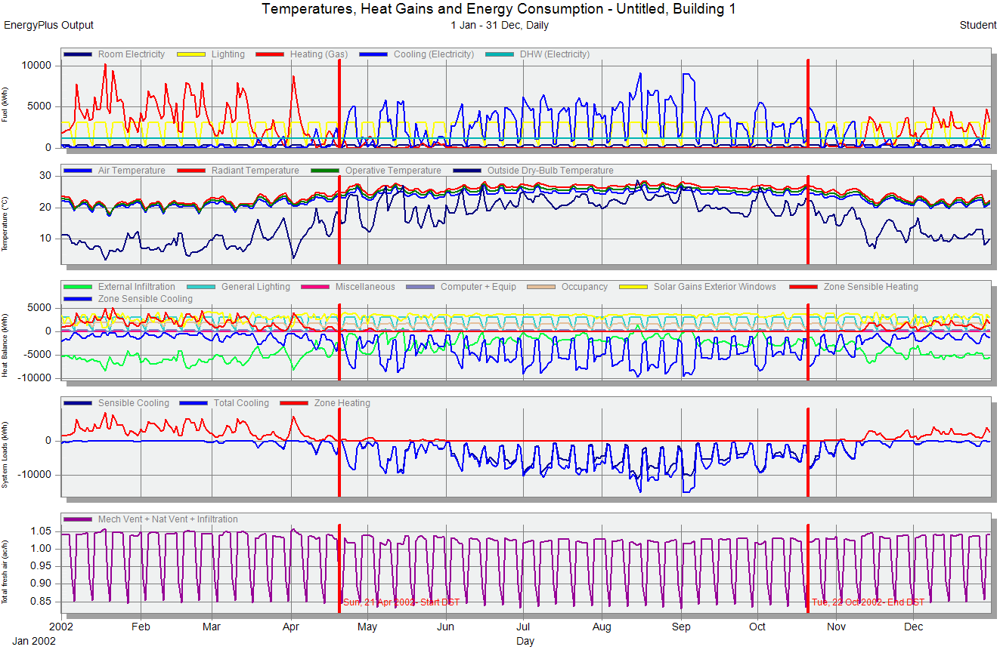 Temperatures, Heat Gains and Energy Consumption - Untitled, Building 1
EnergyPlus Output 1 Jan - 31 Dec, Daily Student
Room Electricity Lighting Heating (Gas) Cooling (Electricity) DHW (Electricity)
Fuel (kWh)
10000
5000
0
Air Temperature Radiant Temperature Operative Temperature Outside Dry-Bulb Temperature
Temperature (°C)
30
20
10
External Infiltration General Lighting Miscellaneous Computer + Equip Occupancy Solar Gains Exterior Windows Zone Sensible Heating
Zone Sensible Cooling
Heat Balance (kWh)
5000
0
-5000
-10000
Sensible Cooling Total Cooling Zone Heating
System Loads (kWh)
0
-10000
Mech Vent + Nat Vent + Infiltration
Total fresh air (ac/h)
1.05
1.00
0.95
0.90
0.85
Sun, 21 Apr 2002- Start DST Tue, 22 Oct 2002- End DST
2002 Feb Mar Apr May Jun Jul Aug Sep Oct Nov Dec
Jan 2002 Day